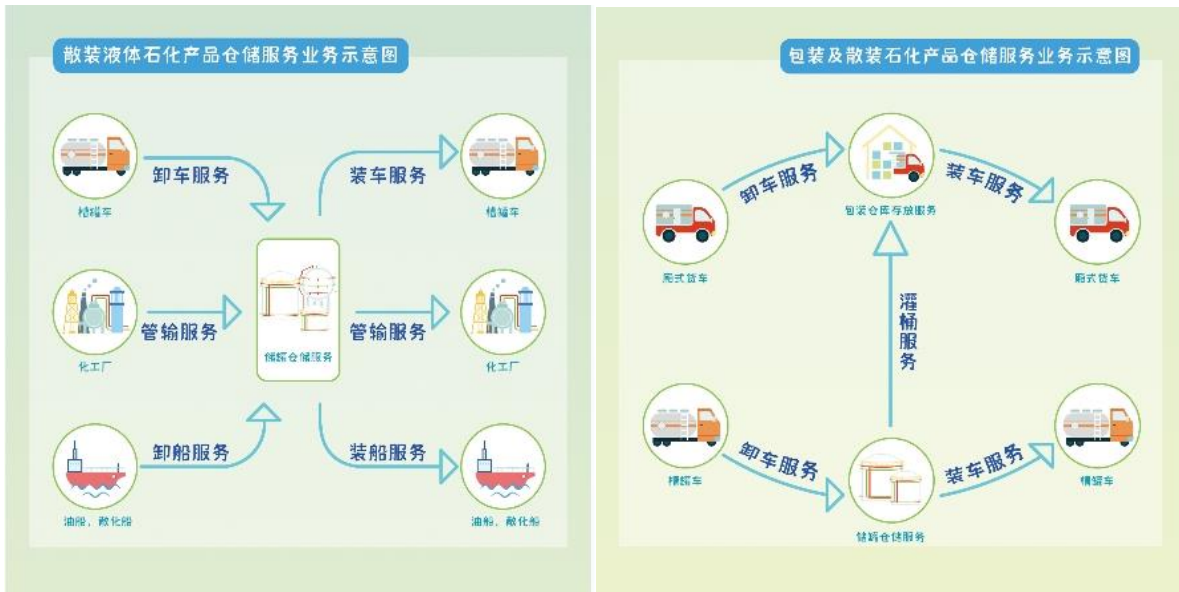 散装液体石化产品仓储服务业务示意图
卸车服务
装车服务
槽罐车
槽罐车
管输服务
储罐仓储服务
管输服务
化工厂
化工厂
卸船服务
装船服务
油船，散化船
油船，散化船
包装及散装石化产品仓储服务业务示意图
卸车服务
包装仓库存放服务
装车服务
厢式货车
厢式货车
灌桶服务
槽罐车
卸车服务
储罐仓储服务
装车服务
槽罐车